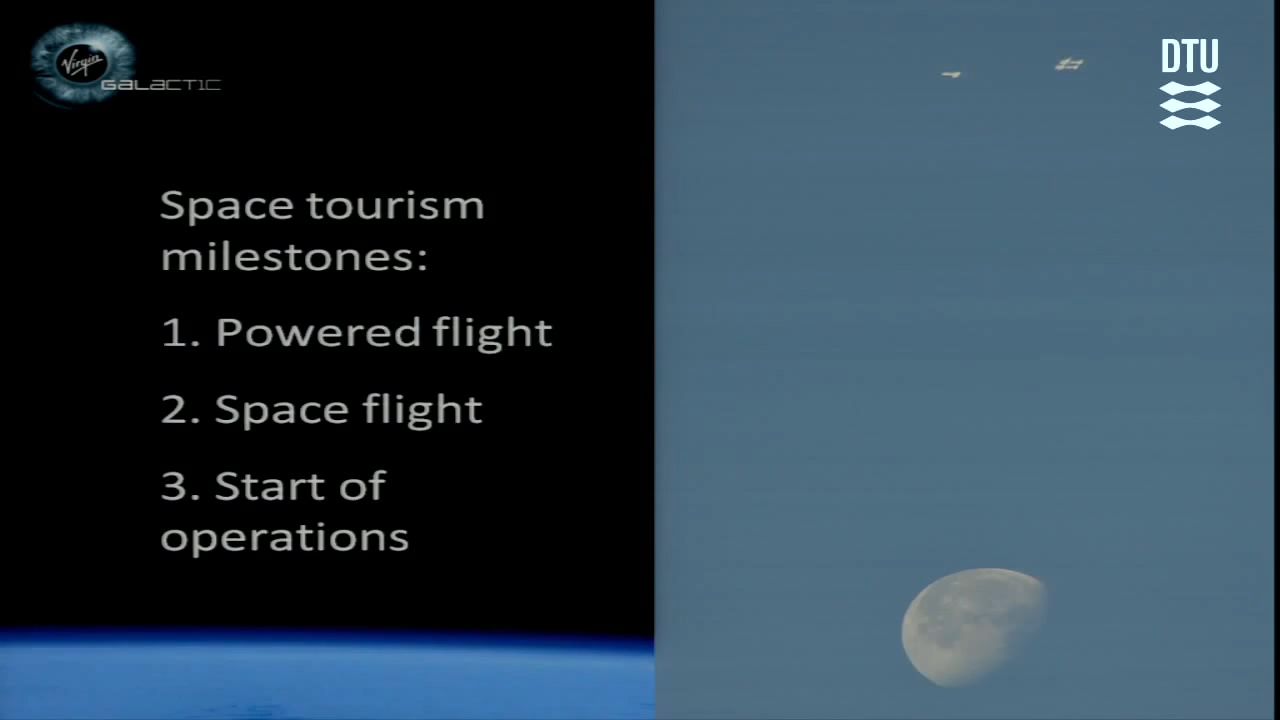 Virgin
GALACTIC
DTU
Space tourism
milestones:
1. Powered flight
2. Space flight
3. Start of
operations